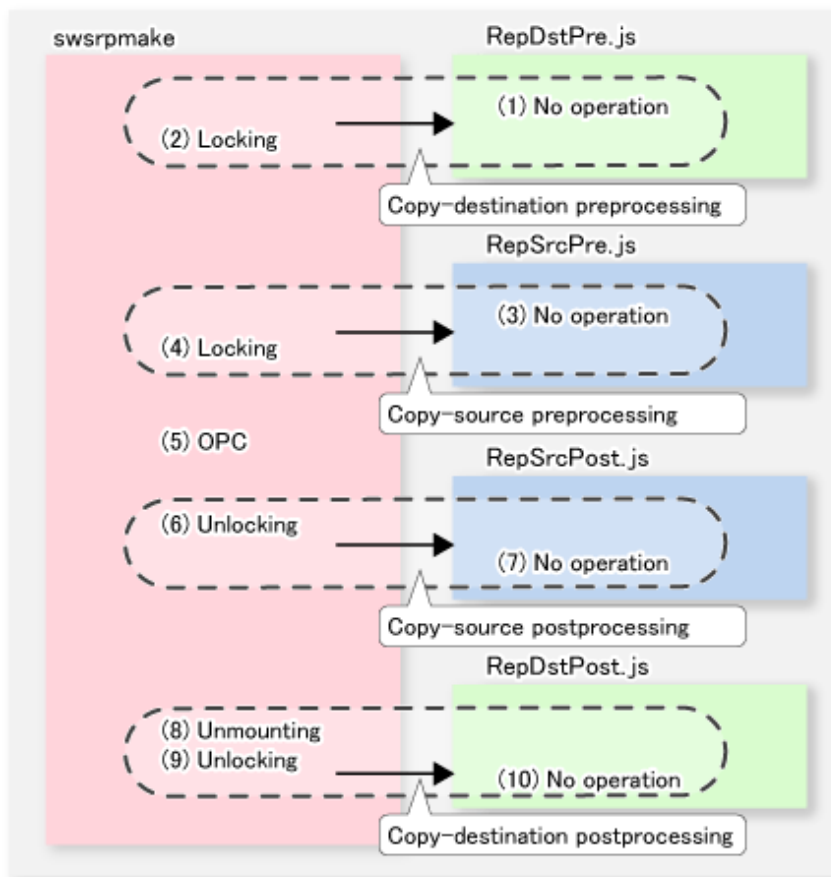 swsrpmake
RepDstPre.js
(1) No operation
(2) Locking
Copy-destination preprocessing
RepSrcPre.js
(3) No operation
(4) Locking
Copy-source preprocessing
(5) OPC
RepSrcPost.js
(6) Unlocking
(7) No operation
Copy-source postprocessing
RepDstPost.js
(8) Unmounting
(9) Unlocking
(10) No operation
Copy-destination postprocessing